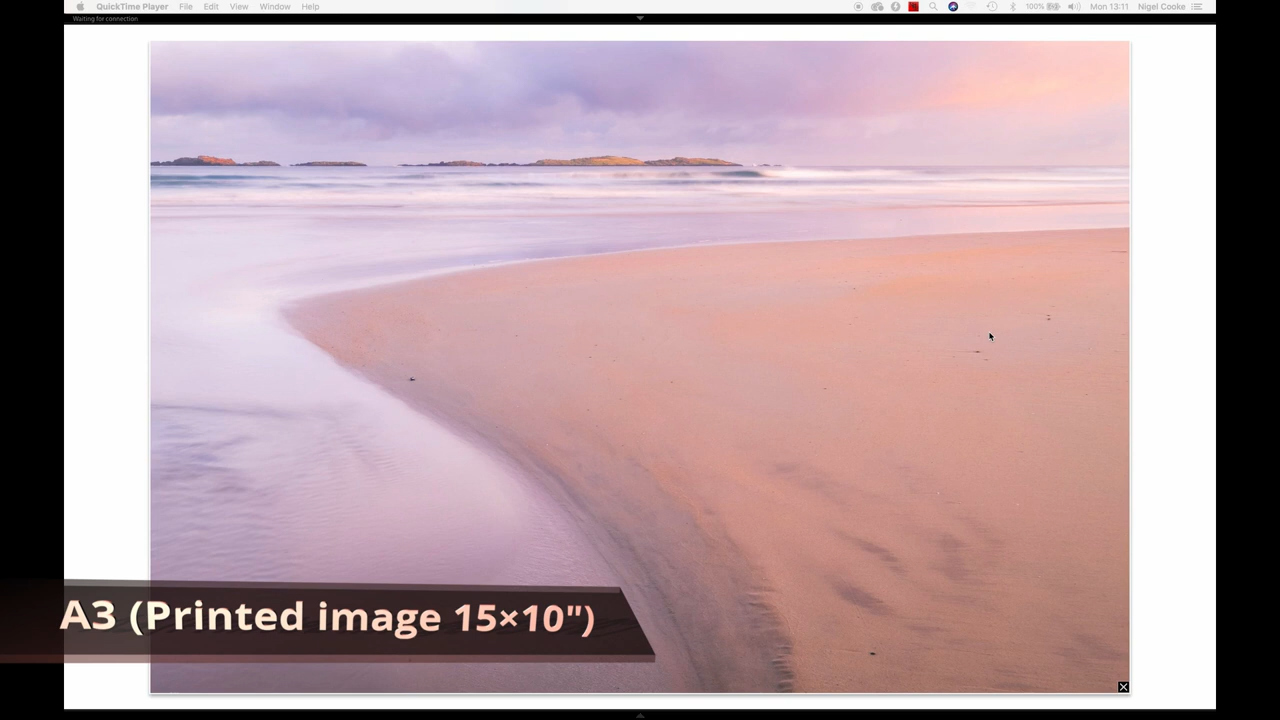 QuickTime Player File Edit View Window Help 100% Mon 13:11 Nigel Cooke
Waiting for connection
A3 (Printed image 15×10")